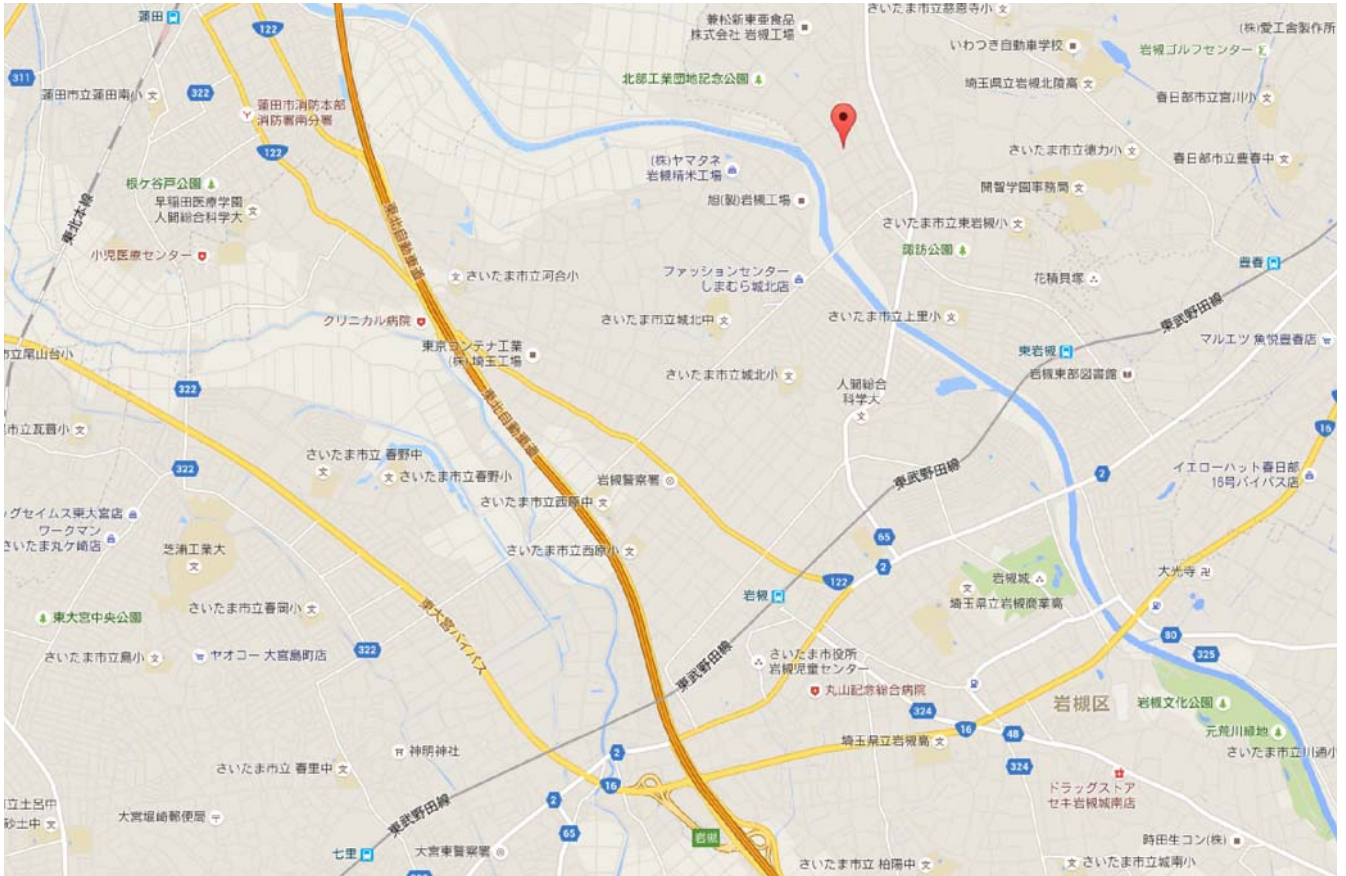 蓮田
122
兼松新東亜食品
株式会社 岩槻工場
さいたま市立慈恩寺小
(株)愛工舎製作所
いわつき自動車学校
岩槻ゴルフセンター
311
蓮田市立蓮田南小
322
北部工業団地記念公園
埼玉県立岩槻北陵高
春日部市立宮川小
蓮田市消防本部
消防署南分署
122
(株)ヤマタネ
岩槻精米工場
さいたま市立徳力小
春日部市立豊春中
根ケ谷戸公園
早稲田医療学園
人間総合科学大
旭(製)岩槻工場
開智学園事務局
東北本線
東北自動車道
さいたま市立東岩槻小
小児医療センター
さいたま市立河合小
ファッションセンター
しまむら城北店
諏訪公園
花積貝塚
豊春
東武野田線
クリニカル病院
さいたま市立城北中
さいたま市立上里小
マルエツ 魚悦豊春店
市立尾山台小
東京コンテナ工業
(株)埼玉工場
東岩槻
岩槻東部図書館
322
さいたま市立城北小
人間総合
科学大
東北自動車道
市立瓦葺小
16
322
さいたま市立 春野中
さいたま市立春野小
岩槻警察署
東武野田線
2
イエローハット春日部
16号バイパス店
さいたま市立西原中
グセイムス東大宮店
ワークマン
さいたま丸ケ崎店
芝浦工業大
さいたま市立西原小
65
2
122
岩槻城
大光寺
岩槻
埼玉県立岩槻商業高
東大宮中央公園
さいたま市立春岡小
東大宮バイパス
322
80
325
さいたま市立島小
ヤオコー 大宮島町店
東武野田線
さいたま市役所
岩槻児童センター
丸山記念総合病院
324
岩槻区
岩槻文化公園
16
48
元荒川緑地
神明神社
2
埼玉県立岩槻高
324
さいたま市立川通小
さいたま市立 春里中
16
ドラッグストア
セキ岩槻城南店
市立土呂中
砂土中
大宮堀崎郵便局
東武野田線
2
65
岩槻
時田生コン(株)
七里
大宮東警察署
さいたま市立 柏陽中
さいたま市立城南小